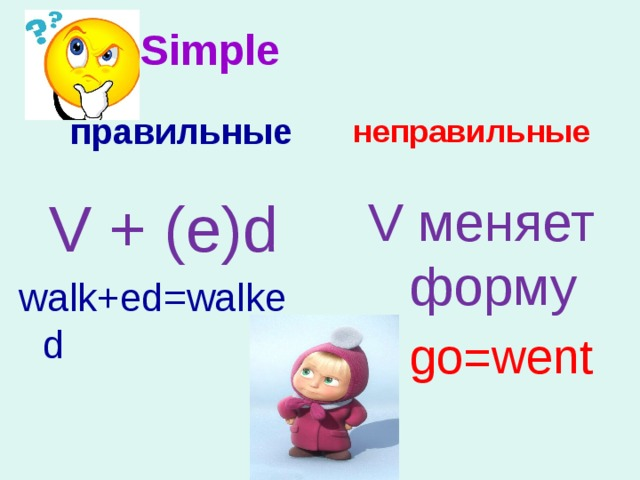 Simple
правильные
неправильные
V + (e)d
walk+ed=walke
d
V меняет
форму
go=went